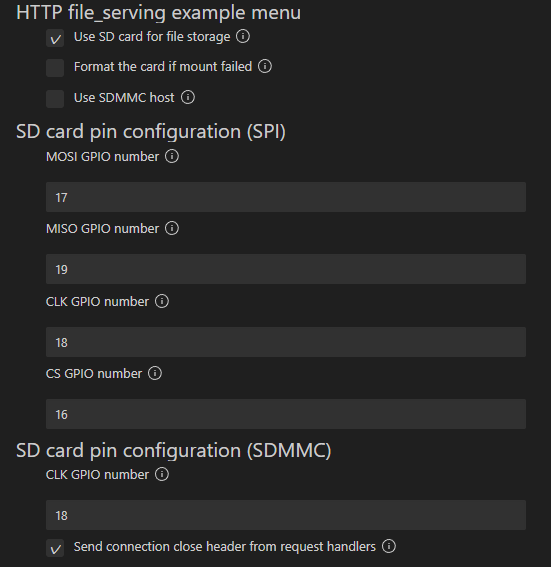 HTTP file_serving example menu
Use SD card for file storage
Format the card if mount failed
Use SDMMC host
SD card pin configuration (SPI)
MOSI GPIO number
17
MISO GPIO number
19
CLK GPIO number
18
CS GPIO number
16
SD card pin configuration (SDMMC)
CLK GPIO number
18
Send connection close header from request handlers